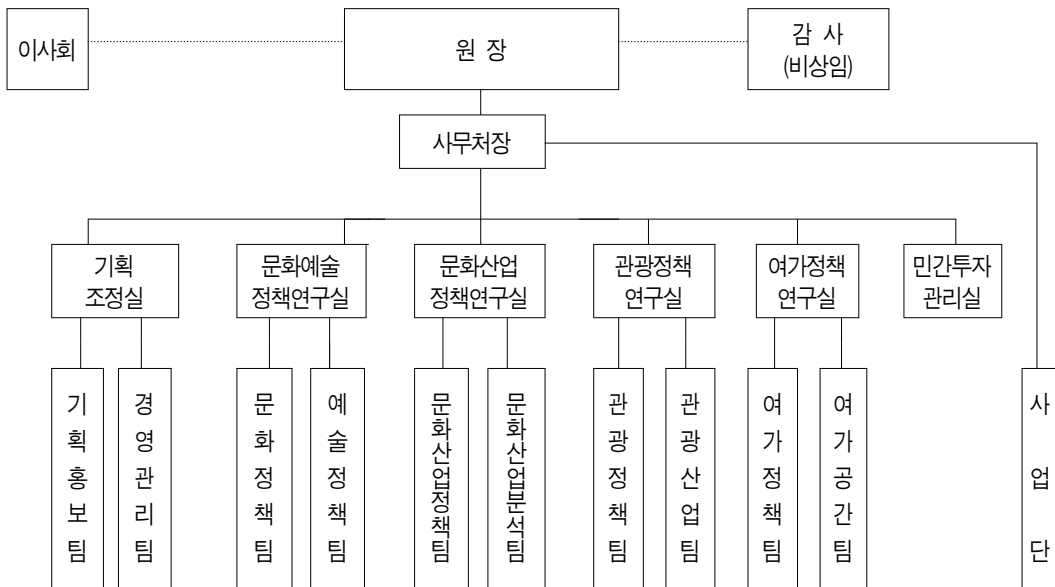 이사회
원 장
감 사
(비상임)
사무처장
기획
조정실
문화예술
정책연구실
문화산업
정책연구실
관광정책
연구실
여가정책
연구실
민간투자
관리실
기획홍보팀
경영관리팀
문화정책팀
예술정책팀
문화산업정책팀
문화산업분석팀
관광정책팀
관광산업팀
여가정책팀
여가공간팀
사업단